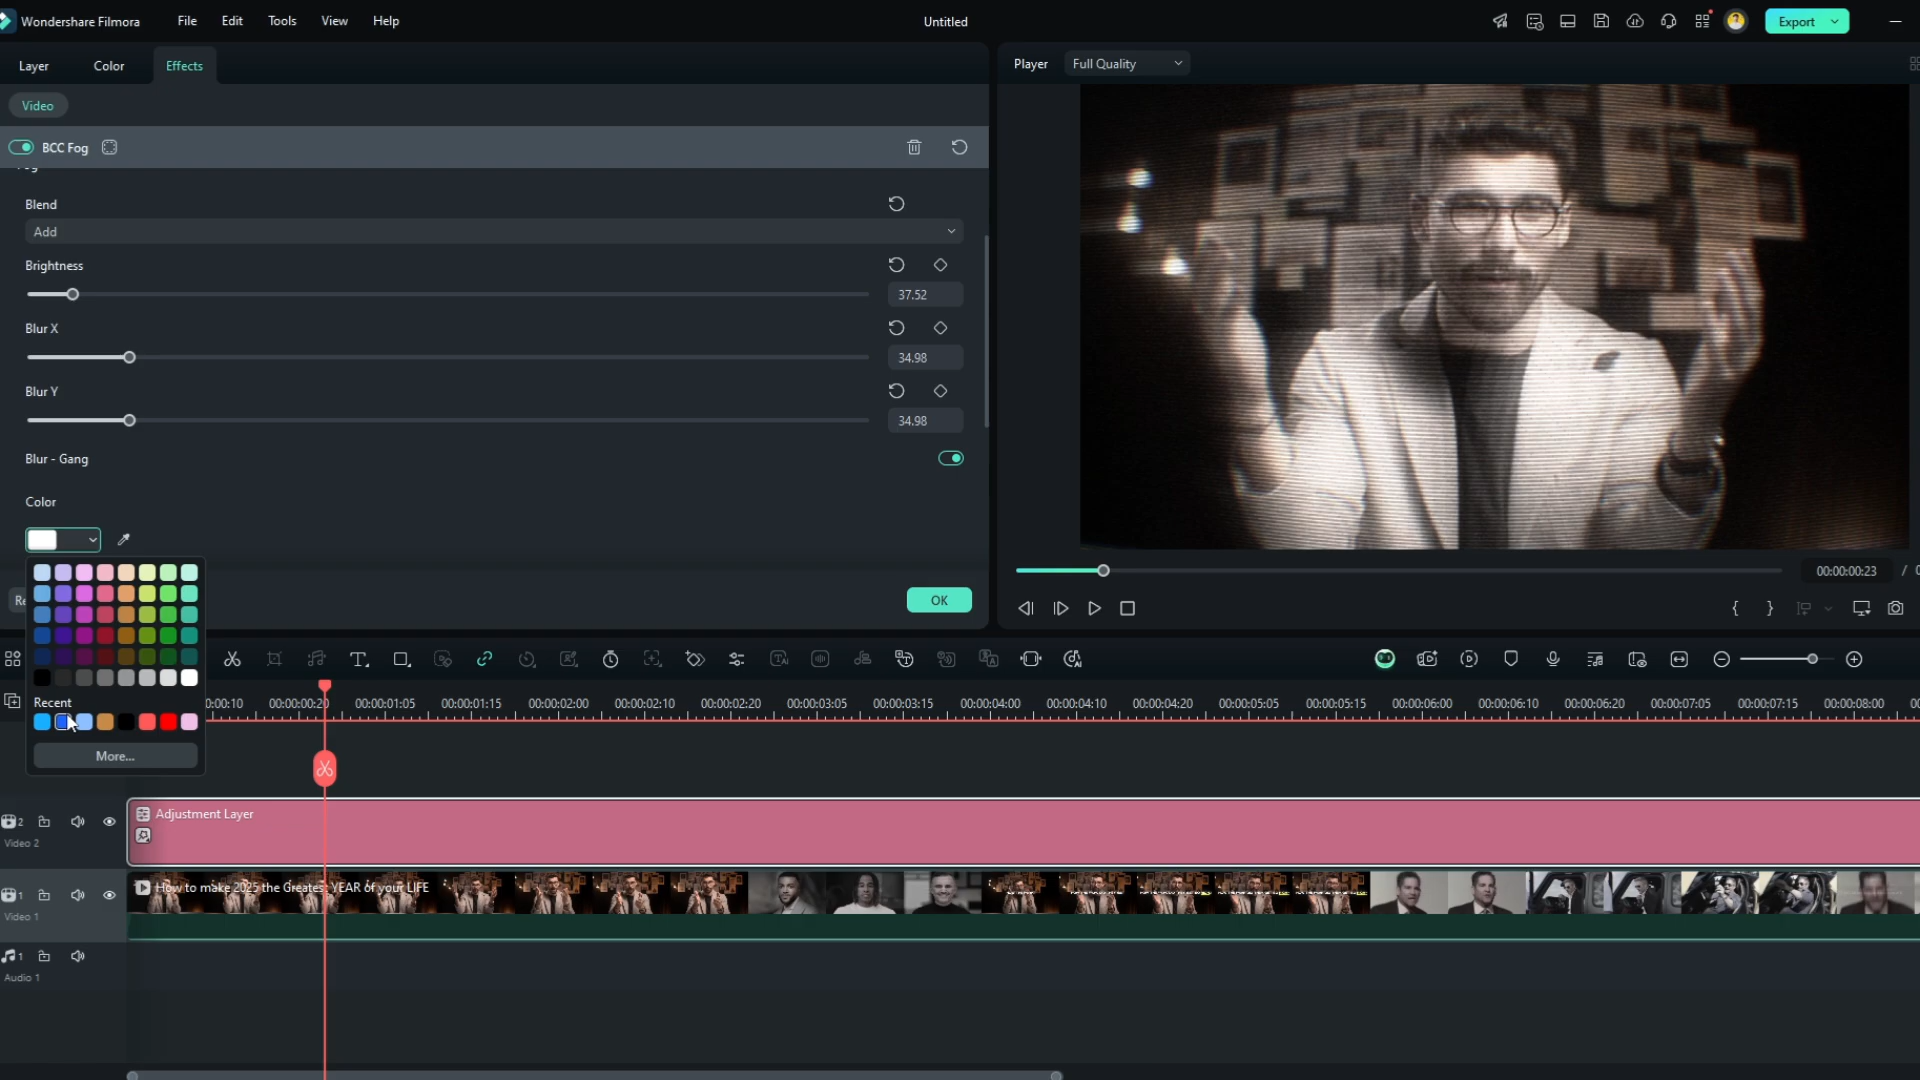 Wondershare Filmora
File
Edit
Tools
View
Help
Untitled
Export
Layer
Color
Effects
Player
Full Quality
Video
BCC Fog
Blend
Add
Brightness
37.52
Blur X
34.98
Blur Y
34.98
Blur - Gang
Color
00:00:00:23
/
Re
OK
Recent
More...
0:00:10
00:00:00:20
00:00:01:05
00:00:01:15
00:00:02:00
00:00:02:10
00:00:02:20
00:00:03:05
00:00:03:15
00:00:04:00
00:00:04:10
00:00:04:20
00:00:05:05
00:00:05:15
00:00:06:00
00:00:06:10
00:00:06:20
00:00:07:05
00:00:07:15
00:00:08:00
Adjustment Layer
2
Video 2
How to make 2025 the Greatest YEAR of your LIFE
1
Video 1
1
Audio 1